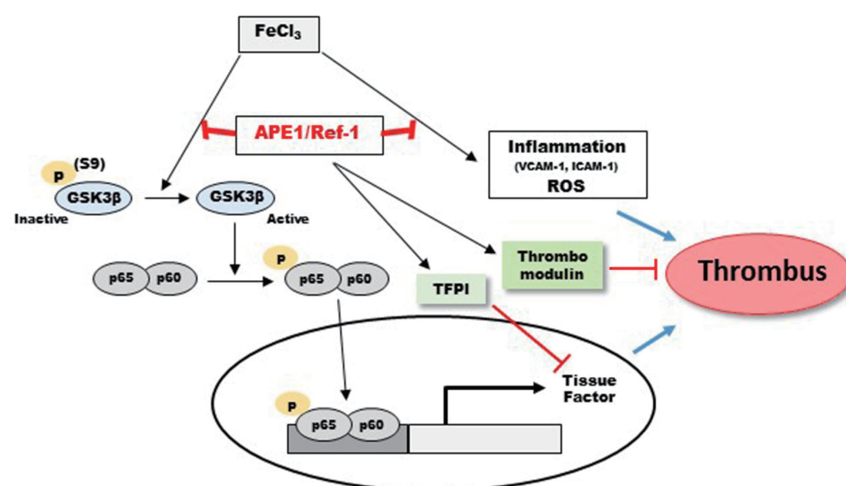 FeCl₃
APE1/Ref-1
Inflammation
(VCAM-1, ICAM-1)
ROS
P
(S9)
GSK3β
GSK3β
Inactive
Active
Thrombo
modulin
Thrombus
P
p65
p60
p65
p60
TFPI
Tissue
Factor
P
p65
p60